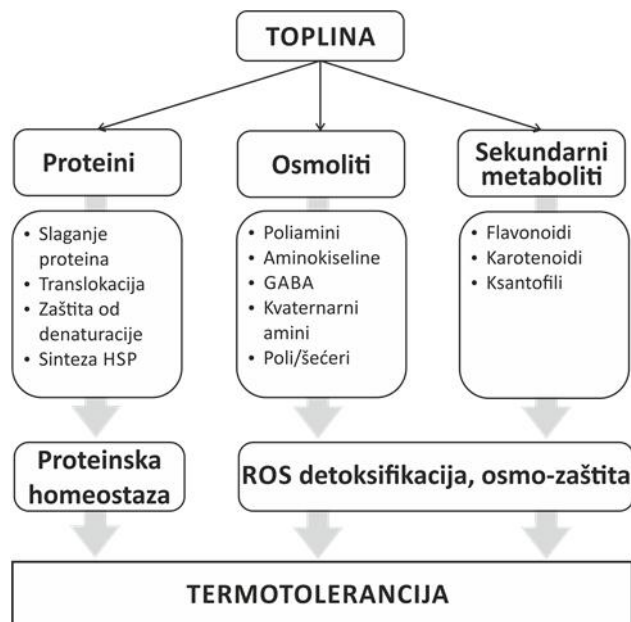 TOPLINA
Proteini
• Slaganje
proteina
• Translokacija
• Zaštita od
denaturacije
• Sinteza HSP
Proteinska
homeostaza
Osmoliti
• Poliamini
• Aminokiseline
• GABA
• Kvaternarni
amini
• Poli/šećeri
Sekundarni
metaboliti
• Flavonoidi
• Karotenoidi
• Ksantofili
ROS detoksifikacija, osmo-zaštita
TERMOTOLERANCIJA